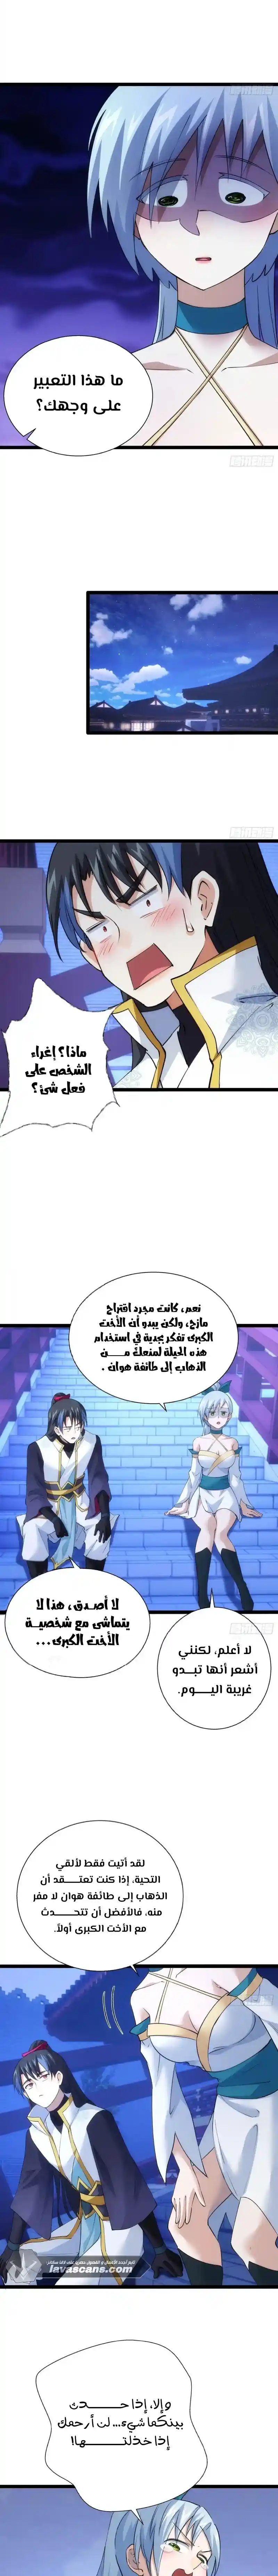 ما هذا التعبير
على وجهك؟
ماذا؟ إغراء
الشخص على
فعل شئ؟
نعم، كانت مجرد اقتراح
مازح، ولكن يبدو أن الأخت
الكبرى تفكر بجدية في استخدام
هذه الحيلة لمنعك من
الذهاب إلى طائفة هوان.
لا أصدق، هذا لا
يتماشى مع شخصية
الأخت الكبرى...
لا أعلم، لكنني
أشعر أنها تبدو
غريبة اليوم.
لقد أتيت فقط لألقي
التحية، إذا كنت تعتقد أن
الذهاب إلى طائفة هوان لا مفر
منه، فالأفضل أن تتحدث
مع الأخت الكبرى أولاً.
lavascans.com
وإلا، إذا حدث
بينكما شيء... لن أرحمك
إذا خذلتها!